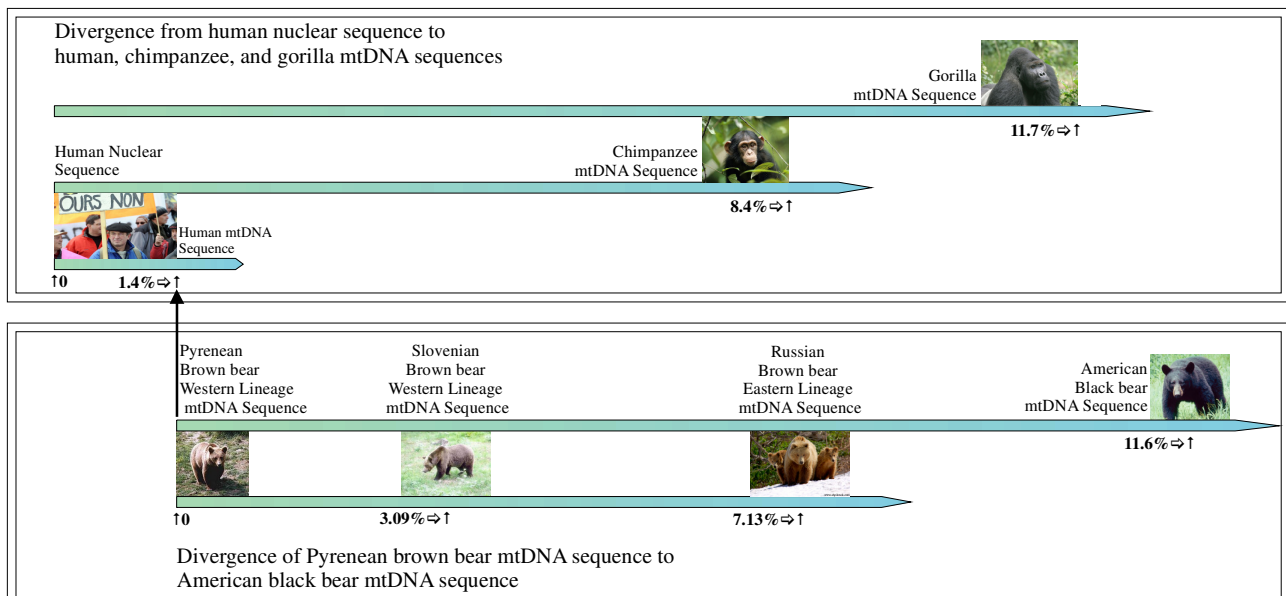 Divergence from human nuclear sequence to
human, chimpanzee, and gorilla mtDNA sequences
Gorilla
mtDNA Sequence
11.7%⇨↑
Human Nuclear
Sequence
Chimpanzee
mtDNA Sequence
8.4%⇨↑
OURS NON
Human mtDNA
Sequence
↑0
1.4%⇨↑
Pyrenean
Brown bear
Western Lineage
mtDNA Sequence
Slovenian
Brown bear
Western Lineage
mtDNA Sequence
Russian
Brown bear
Eastern Lineage
mtDNA Sequence
American
Black bear
mtDNA Sequence
11.6%⇨↑
↑0
3.09%⇨↑
7.13%⇨↑
Divergence of Pyrenean brown bear mtDNA sequence to
American black bear mtDNA sequence